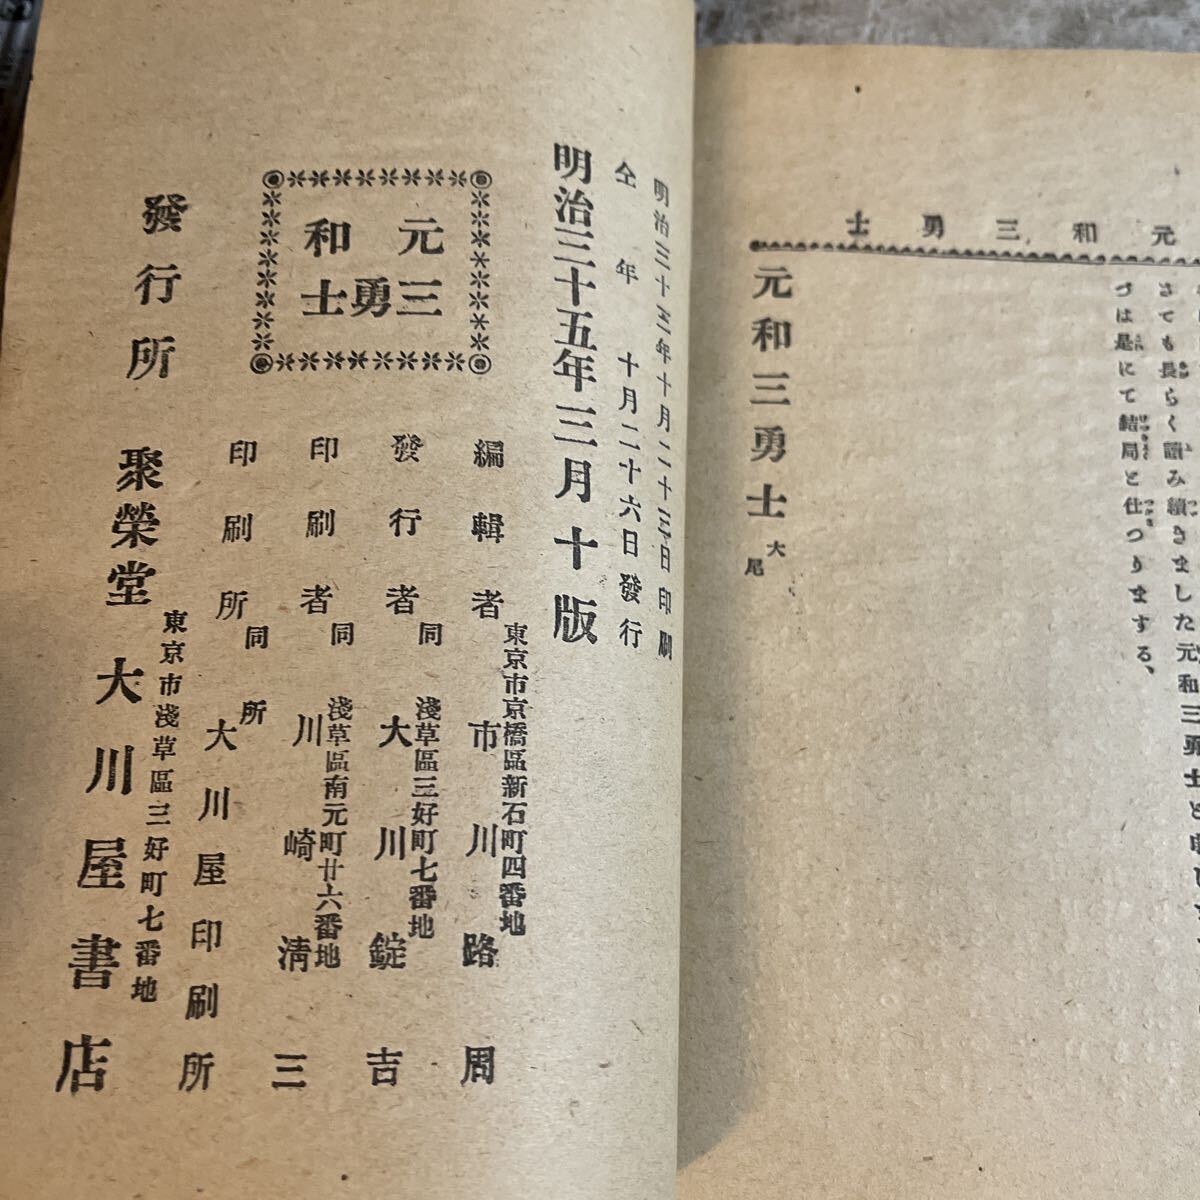 元和三勇士
さても長らく讀み續きました元和三勇士と申し
づは是にて結局と仕つりまする、
元和三勇士大尾
明治三十三年十月二十三日印刷
仝年十月二十六日發行
明治三十五年三月十版
元和
三勇士
編輯者
東京市京橋區新石町四番地
市川路周
發行者
同淺草區三好町七番地
大川錠吉
印刷者
同淺草區南元町廿六番地
川崎淸三
印刷所
同所
大川屋印刷所
發行所
東京市淺草區三好町七番地
聚榮堂大川屋書店